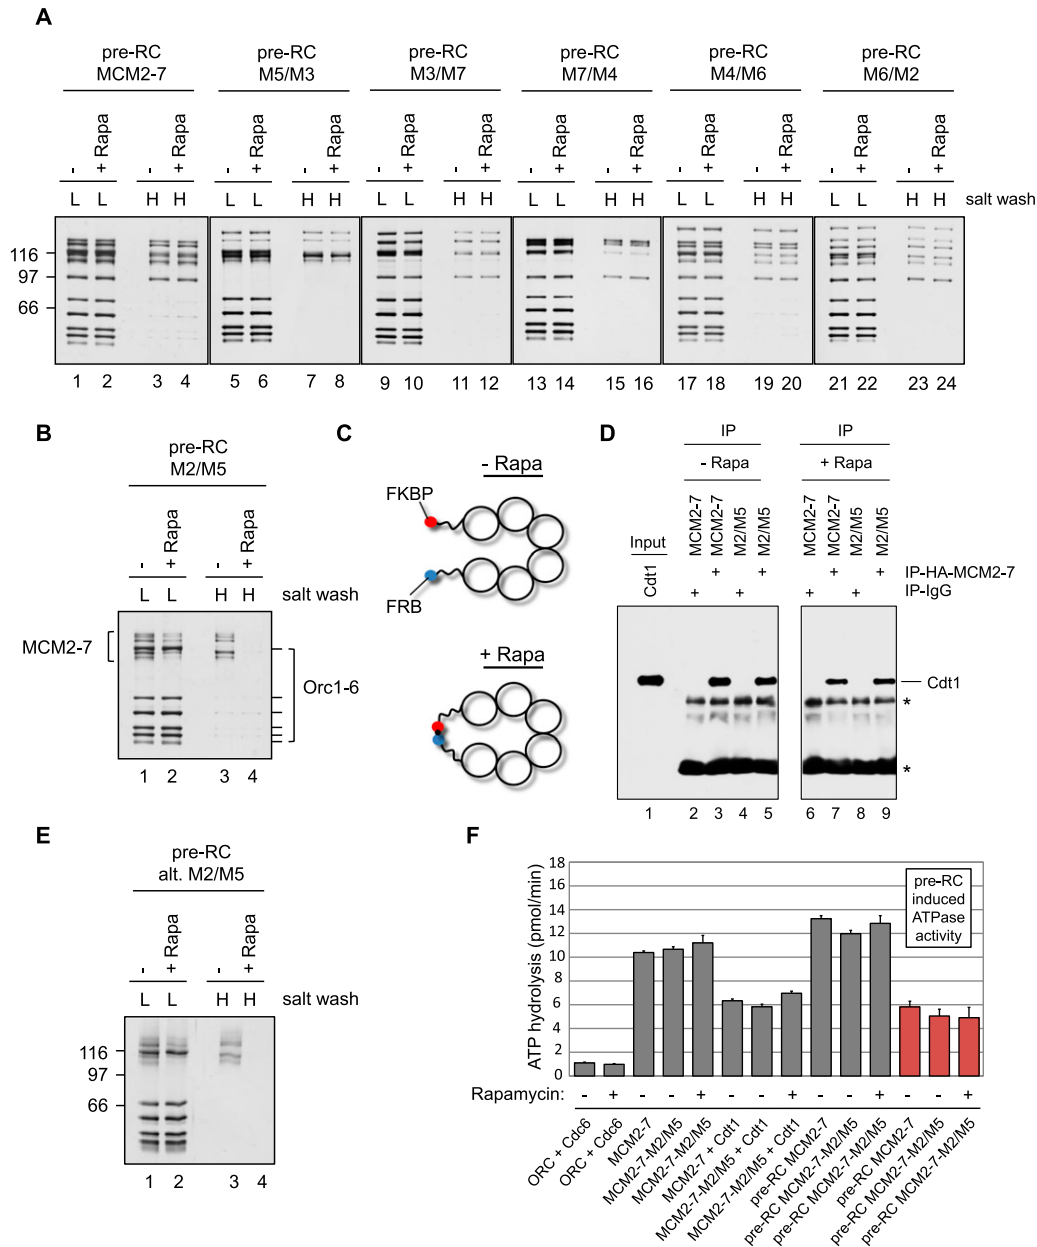 A
pre-RC MCM2-7
pre-RC M5/M3
pre-RC M3/M7
pre-RC M7/M4
pre-RC M4/M6
pre-RC M6/M2
- + Rapa - + Rapa - + Rapa - + Rapa - + Rapa - + Rapa - + Rapa - + Rapa - + Rapa - + Rapa - + Rapa - + Rapa
L L H H L L H H L L H H L L H H L L H H L L H H salt wash
116
97
66
1 2 3 4 5 6 7 8 9 10 11 12 13 14 15 16 17 18 19 20 21 22 23 24
B
pre-RC
M2/M5
- + Rapa - + Rapa
L L H H salt wash
MCM2-7
Orc1-6
1 2 3 4
C
- Rapa
FKBP
FRB
+ Rapa
D
IP IP
- Rapa + Rapa
Input
Cdt1
MCM2-7 MCM2-7 M2/M5 M2/M5 MCM2-7 MCM2-7 M2/M5 M2/M5
+ + + + IP-HA-MCM2-7
+ + + + IP-IgG
Cdt1
*
*
1 2 3 4 5 6 7 8 9
E
pre-RC
alt. M2/M5
- + Rapa - + Rapa
L L H H salt wash
116
97
66
1 2 3 4
F
ATP hydrolysis (pmol/min)
18
16
14
12
10
8
6
4
2
0
pre-RC
induced
ATPase
activity
Rapamycin: - + - - + - - + - - + - - +
ORC + Cdc6
ORC + Cdc6
MCM2-7
MCM2-7-M2/M5
MCM2-7-M2/M5
MCM2-7 + Cdt1
MCM2-7-M2/M5 + Cdt1
MCM2-7-M2/M5 + Cdt1
pre-RC MCM2-7
pre-RC MCM2-7-M2/M5
pre-RC MCM2-7-M2/M5
pre-RC MCM2-7
pre-RC MCM2-7-M2/M5
pre-RC MCM2-7-M2/M5